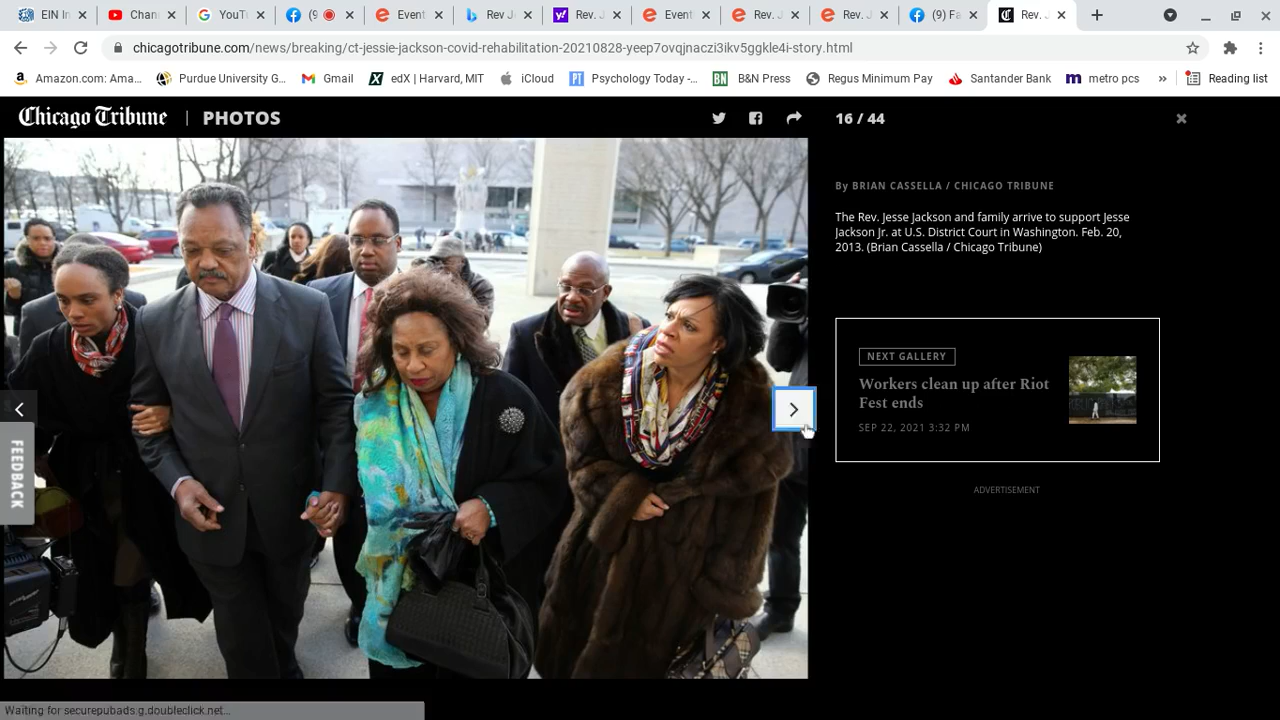 EIN In
Chan
YouT
(9
Event
Rev J
Rev. J
Event
Rev. J
Rev. J
(9) Fa
Rev. J
chicagotribune.com/news/breaking/ct-jessie-jackson-covid-rehabilitation-20210828-yeep7ovqjnaczi3ikv5ggkle4i-story.html
Amazon.com: Ama...
Purdue University G...
Gmail
edX | Harvard, MIT
iCloud
Psychology Today -...
B&N Press
Regus Minimum Pay
Santander Bank
metro pcs
»
Reading list
Chicago Tribune | PHOTOS
16 / 44
By BRIAN CASSELLA / CHICAGO TRIBUNE
The Rev. Jesse Jackson and family arrive to support Jesse
Jackson Jr. at U.S. District Court in Washington. Feb. 20,
2013. (Brian Cassella / Chicago Tribune)
NEXT GALLERY
Workers clean up after Riot
Fest ends
SEP 22, 2021 3:32 PM
ADVERTISEMENT
FEEDBACK
Waiting for securepubads.g.doubleclick.net...